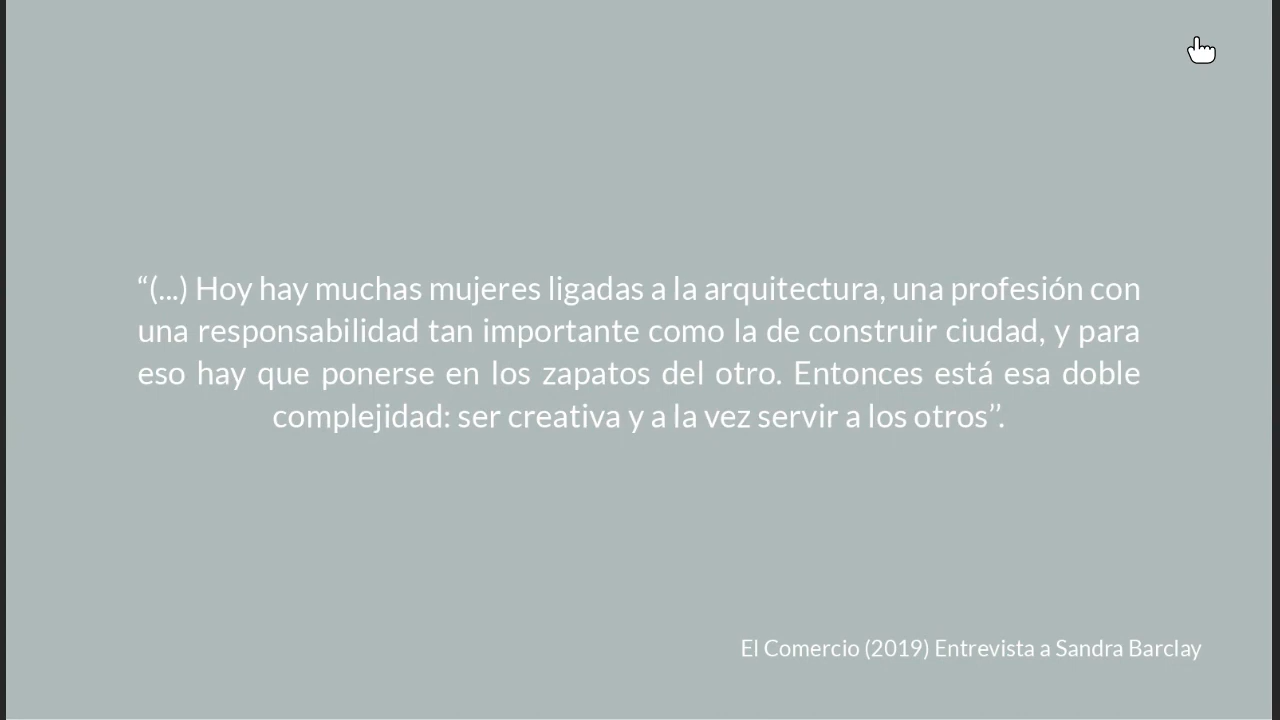 “(...) Hoy hay muchas mujeres ligadas a la arquitectura, una profesión con
una responsabilidad tan importante como la de construir ciudad, y para
eso hay que ponerse en los zapatos del otro. Entonces está esa doble
complejidad: ser creativa y a la vez servir a los otros’’.
El Comercio (2019) Entrevista a Sandra Barclay